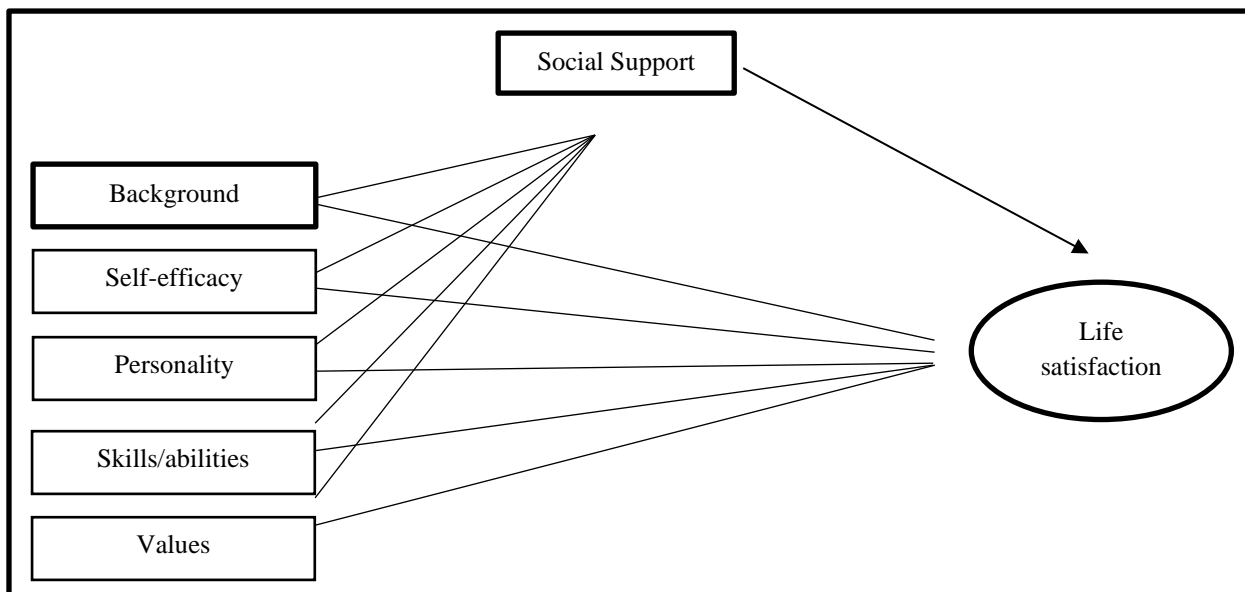 Social Support
Background
Self-efficacy
Personality
Skills/abilities
Values
Life
satisfaction